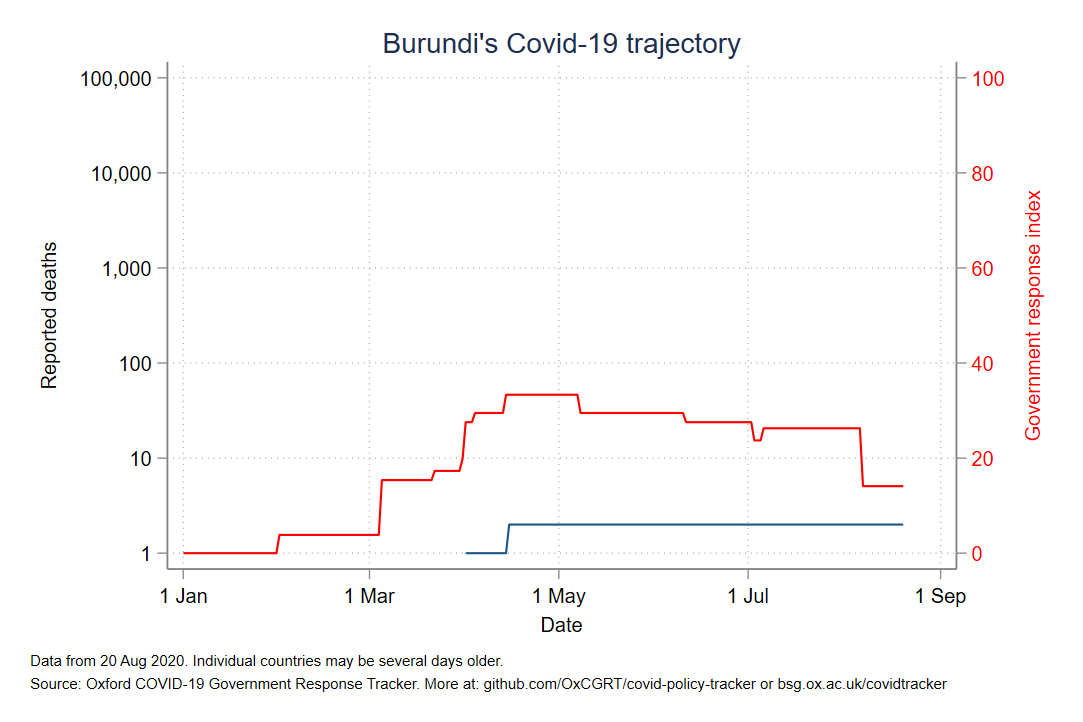 Burundi's Covid-19 trajectory
100,000
10,000
1,000
100
10
1
Reported deaths
100
80
60
40
20
0
Government response index
1 Jan
1 Mar
1 May
1 Jul
1 Sep
Date
Data from 20 Aug 2020. Individual countries may be several days older.
Source: Oxford COVID-19 Government Response Tracker. More at: github.com/OxCGRT/covid-policy-tracker or bsg.ox.ac.uk/covidtracker